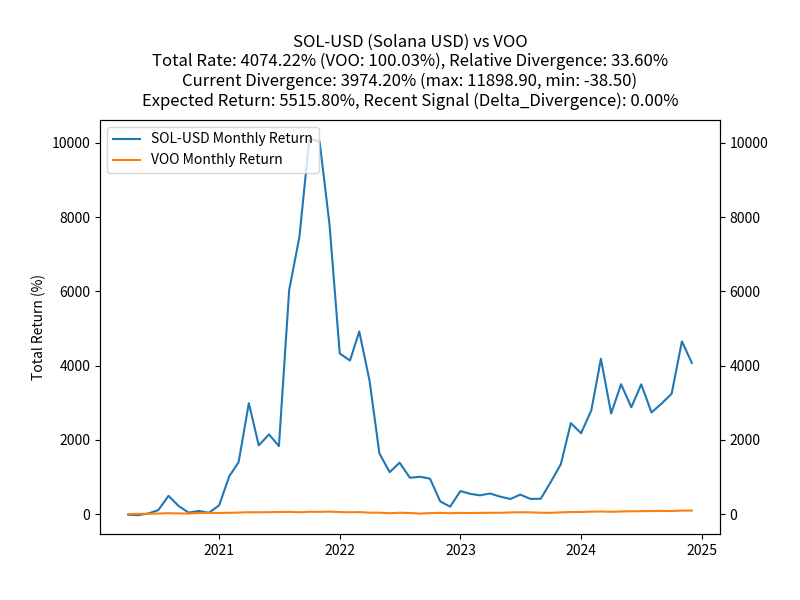 SOL-USD (Solana USD) vs VOO
Total Rate: 4074.22% (VOO: 100.03%), Relative Divergence: 33.60%
Current Divergence: 3974.20% (max: 11898.90, min: -38.50)
Expected Return: 5515.80%, Recent Signal (Delta_Divergence): 0.00%
SOL-USD Monthly Return
VOO Monthly Return
Total Return (%)
10000
8000
6000
4000
2000
0
10000
8000
6000
4000
2000
0
2021
2022
2023
2024
2025